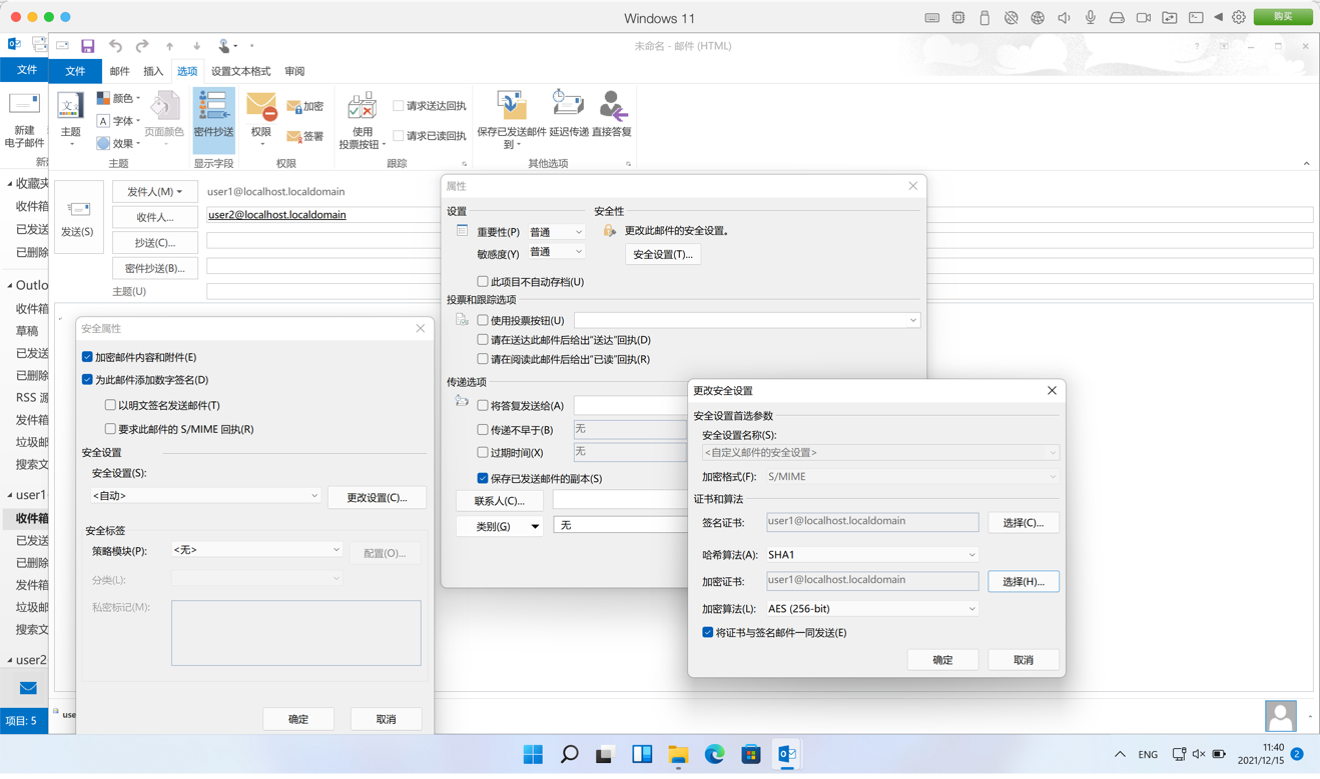 Windows 11
购买
未命名 - 邮件 (HTML)
文件
文件
邮件
插入
选项
设置文本格式
审阅
新建
电子邮件
主题
颜色
字体
效果
页面颜色
主题
密件抄送
显示字段
权限
加密
签署
权限
使用
投票按钮
请求送达回执
请求已读回执
跟踪
保存已发送邮件
到
延迟传递
直接答复
其他选项
收藏夹
收件箱
已发送
已删除
Outlo
收件箱
草稿
已发送
已删除
RSS 源
发件箱
垃圾邮
搜索文
user1
收件箱
已发送
已删除
发件箱
垃圾邮
搜索文
user2
项目: 5
发送(S)
发件人(M)
user1@localhost.localdomain
收件人...
user2@localhost.localdomain
抄送(C)...
密件抄送(B)...
主题(U)
安全属性
加密邮件内容和附件(E)
为此邮件添加数字签名(D)
以明文签名发送邮件(T)
要求此邮件的 S/MIME 回执(R)
安全设置
安全设置(S):
<自动>
更改设置(C)...
安全标签
策略模块(P):
<无>
配置(O)...
分类(L):
私密标记(M):
确定
取消
use
属性
设置
重要性(P)
普通
敏感度(Y)
普通
此项目不自动存档(U)
安全性
更改此邮件的安全设置。
安全设置(T)...
投票和跟踪选项
使用投票按钮(U)
请在送达此邮件后给出"送达"回执(D)
请在阅读此邮件后给出"已读"回执(R)
传递选项
将答复发送给(A)
传递不早于(B)
无
过期时间(X)
无
保存已发送邮件的副本(S)
联系人(C)...
类别(G)
无
更改安全设置
安全设置首选参数
安全设置名称(S):
<自定义邮件的安全设置>
加密格式(F):
S/MIME
证书和算法
签名证书:
user1@localhost.localdomain
选择(C)...
哈希算法(A):
SHA1
加密证书:
user1@localhost.localdomain
选择(H)...
加密算法(L):
AES (256-bit)
将证书与签名邮件一同发送(E)
确定
取消
ENG
11:40
2021/12/15
2